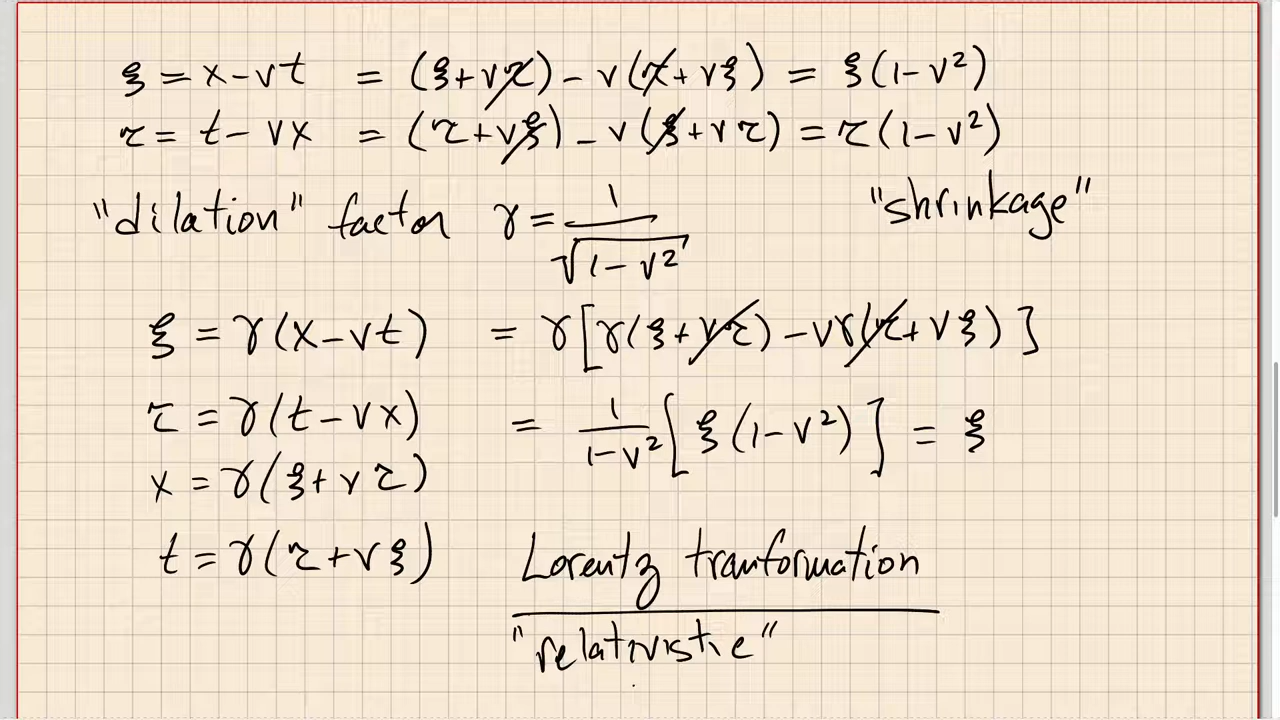 ξ = x - vt = (ξ + vτ) - v(τ + vξ) = ξ(1 - v²)
τ = t - vx = (τ + vξ) - v(ξ + vτ) = τ(1 - v²)
"dilation" factor γ = 1/√(1 - v²) "shrinkage"
ξ = γ(x - vt) = γ[γ(ξ + vτ) - vγ(τ + vξ)]
τ = γ(t - vx) = 1/(1 - v²) [ξ(1 - v²)] = ξ
x = γ(ξ + vτ)
t = γ(τ + vξ) Lorentz tranformation
"relativistic"